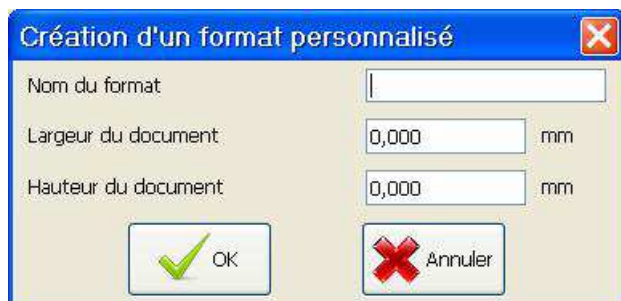 Création d'un format personnalisé
Nom du format
Largeur du document 0,000 mm
Hauteur du document 0,000 mm
OK Annuler